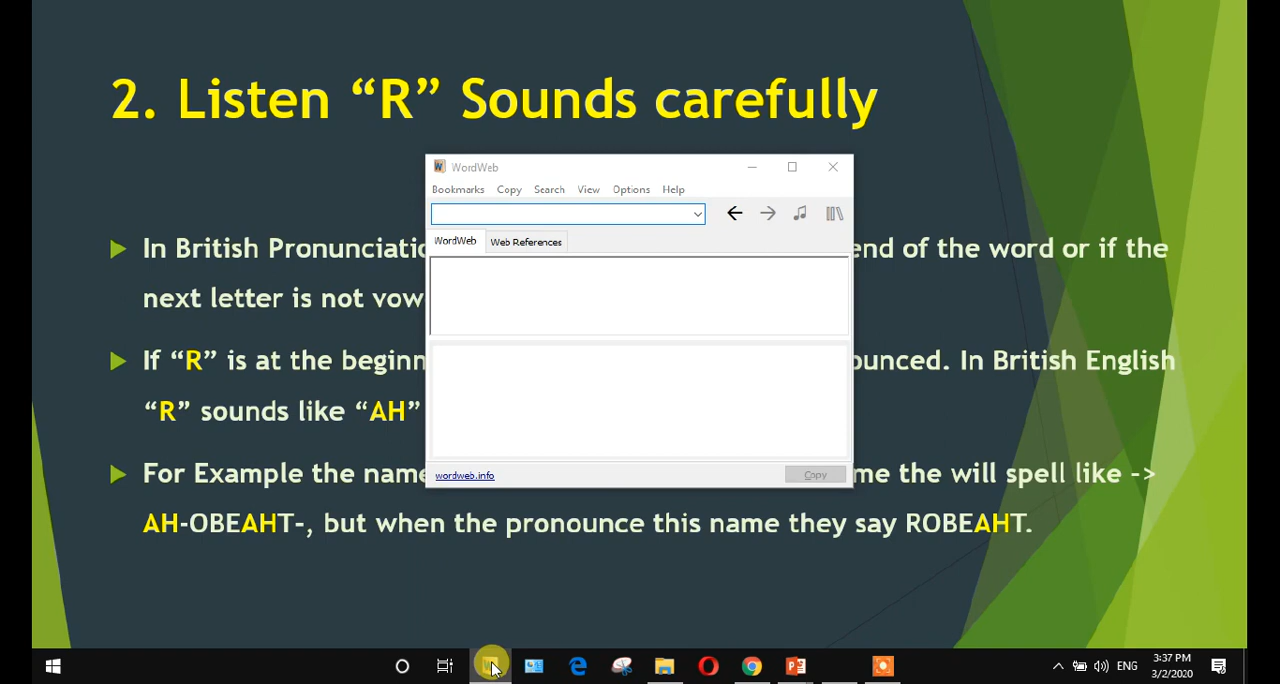 2. Listen “R” Sounds carefully
WordWeb
Bookmarks Copy Search View Options Help
WordWeb Web References
In British Pronunciatio end of the word or if the
next letter is not vow
If “R” is at the beginn ounced. In British English
“R” sounds like “AH”
For Example the name me the will spell like ->
wordweb.info Copy
AH-OBEAHT-, but when the pronounce this name they say ROBEAHT.
ENG
3:37 PM
3/2/2020